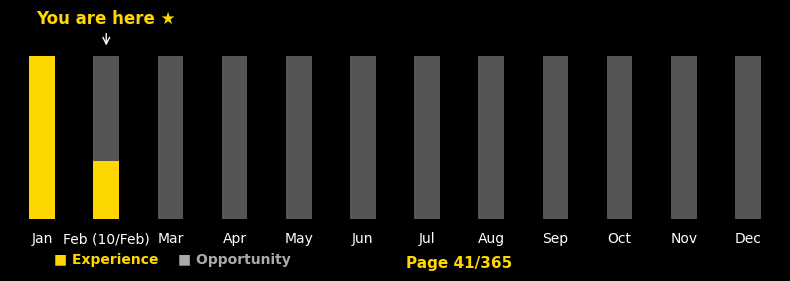 You are here ★
Jan Feb (10/Feb) Mar Apr May Jun Jul Aug Sep Oct Nov Dec
■ Experience ■ Opportunity Page 41/365